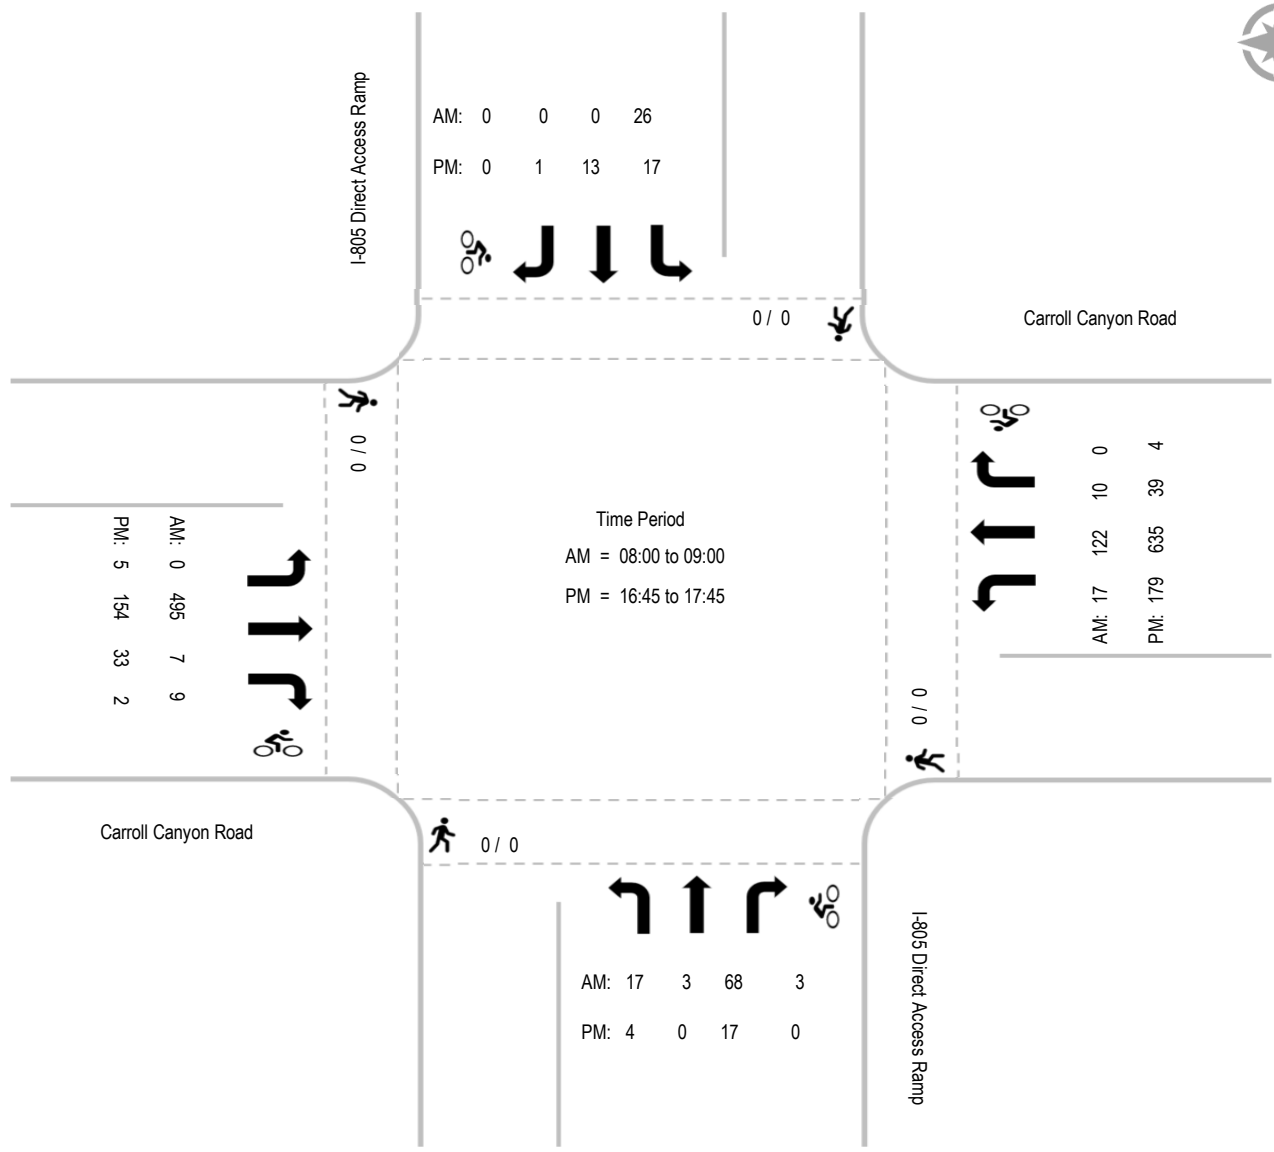 I-805 Direct Access Ramp
AM: 0 0 0 26
PM: 0 1 13 17
0 / 0
Carroll Canyon Road
0 / 0
AM: 17 122 10 0
PM: 179 635 39 4
Time Period
AM = 08:00 to 09:00
PM = 16:45 to 17:45
AM: 0 495 7 9
PM: 5 154 33 2
0 / 0
Carroll Canyon Road
0 / 0
AM: 17 3 68 3
PM: 4 0 17 0
I-805 Direct Access Ramp